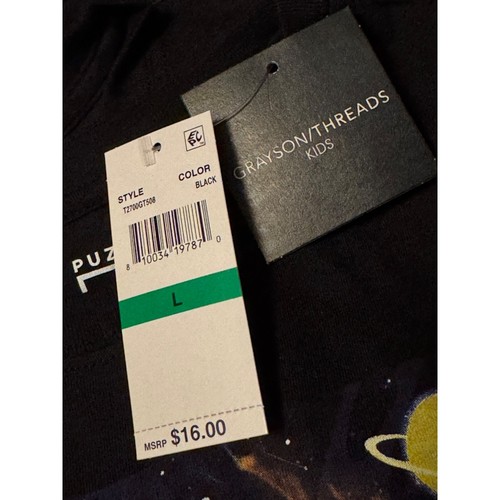 GRAYSON/THREADS
KIDS
STYLE COLOR
T2700GT508 BLACK
8 10034 19787 0
L
MSRP $16.00
PUZ